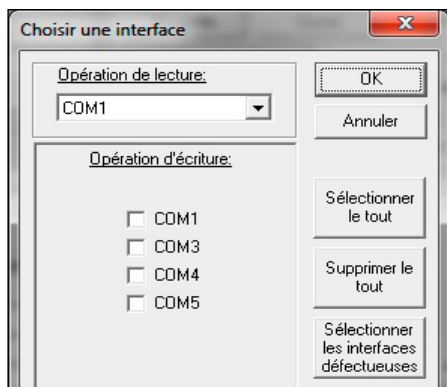 Choisir une interface
Opération de lecture:
COM1
OK
Annuler
Opération d'écriture:
COM1
COM3
COM4
COM5
Sélectionner
le tout
Supprimer le
tout
Sélectionner
les interfaces
défectueuses